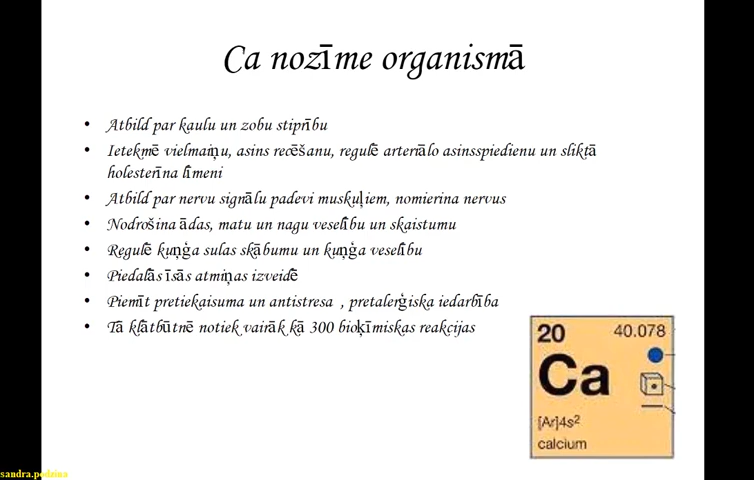 Ca nozīme organismā
• Atbild par kaulu un zobu stiprību
• Ietekmē vielmaiņu, asins recēšanu, regulē arteriālo asinsspiedienu un sliktā
holesterīna līmeni
• Atbild par nervu signālu padevi muskuļiem, nomierina nervus
• Nodrošina ādas, matu un nagu veselību un skaistumu
• Regulē kuņģa sulas skābumu un kuņģa veselību
• Piedalās īsās atmiņas izveidē
• Piemīt pretiekaisuma un antistresa , pretalerģiska iedarbība
• Tā klātbūtnē notiek vairāk kā 300 bioķīmiskas reakcijas
20 40.078
Ca
[Ar]4s²
calcium
sandra.podzina